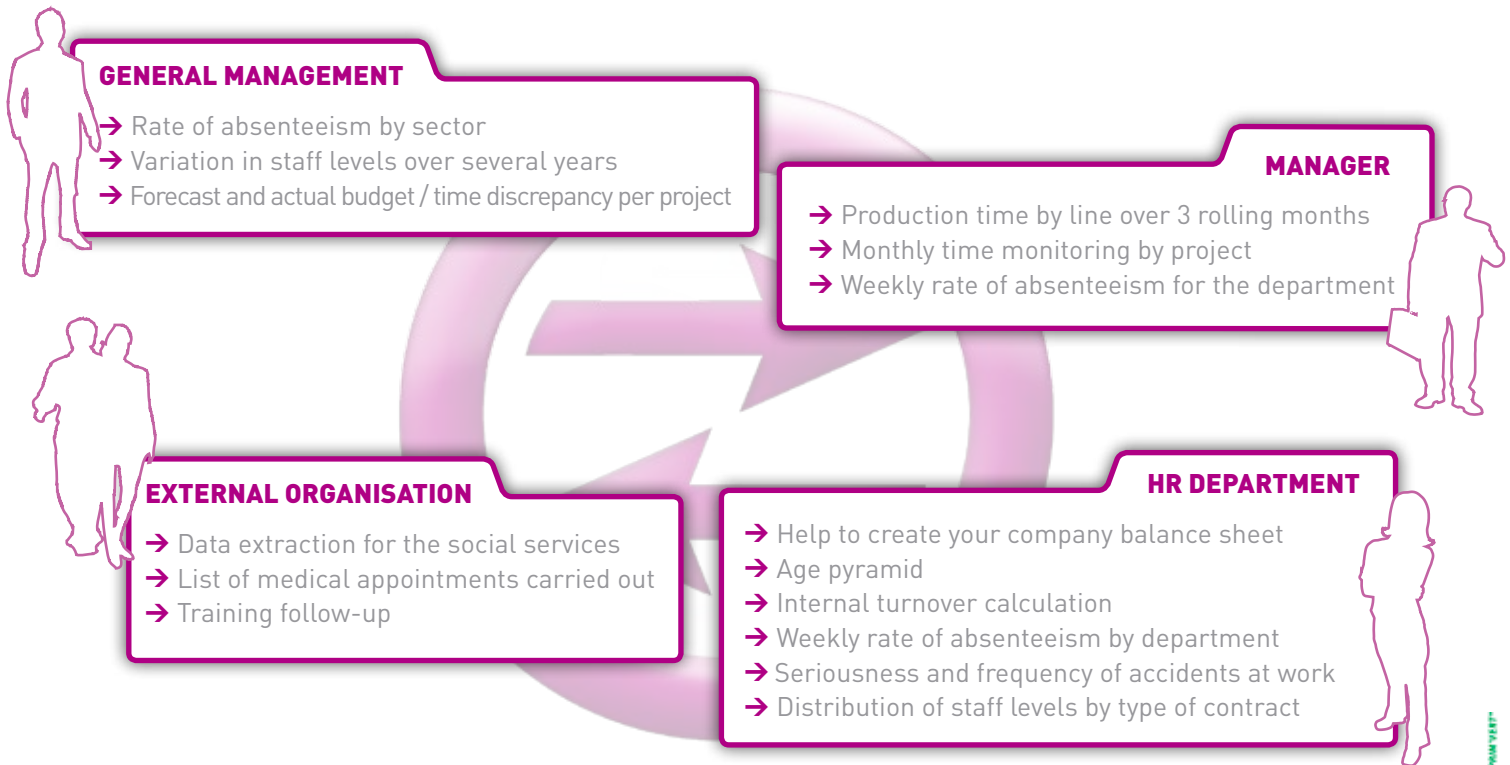 GENERAL MANAGEMENT
→ Rate of absenteeism by sector
→ Variation in staff levels over several years
→ Forecast and actual budget / time discrepancy per project
MANAGER
→ Production time by line over 3 rolling months
→ Monthly time monitoring by project
→ Weekly rate of absenteeism for the department
EXTERNAL ORGANISATION
→ Data extraction for the social services
→ List of medical appointments carried out
→ Training follow-up
HR DEPARTMENT
→ Help to create your company balance sheet
→ Age pyramid
→ Internal turnover calculation
→ Weekly rate of absenteeism by department
→ Seriousness and frequency of accidents at work
→ Distribution of staff levels by type of contract